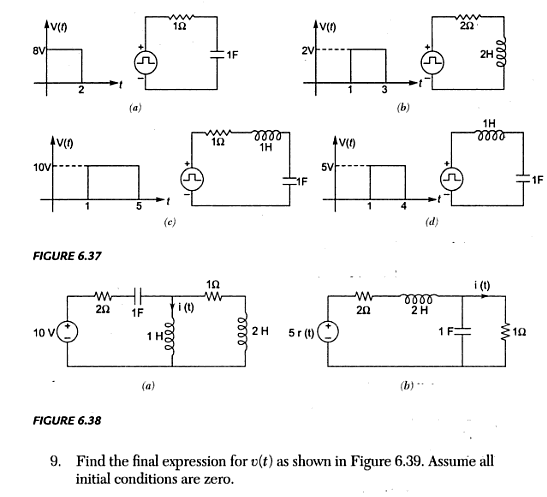 V(t)
8V
2
t
1Ω
1F
(a)
V(t)
2V
1
3
t
2Ω
2H
(b)
V(t)
10V
1
5
t
1Ω
1H
1F
(c)
V(t)
5V
1
4
t
1H
1F
(d)
FIGURE 6.37
10 V
2Ω
1F
i (t)
1 H
1Ω
2 H
(a)
5 r (t)
2Ω
2 H
1 F
i (t)
1Ω
(b)
FIGURE 6.38
9. Find the final expression for v(t) as shown in Figure 6.39. Assume all
initial conditions are zero.